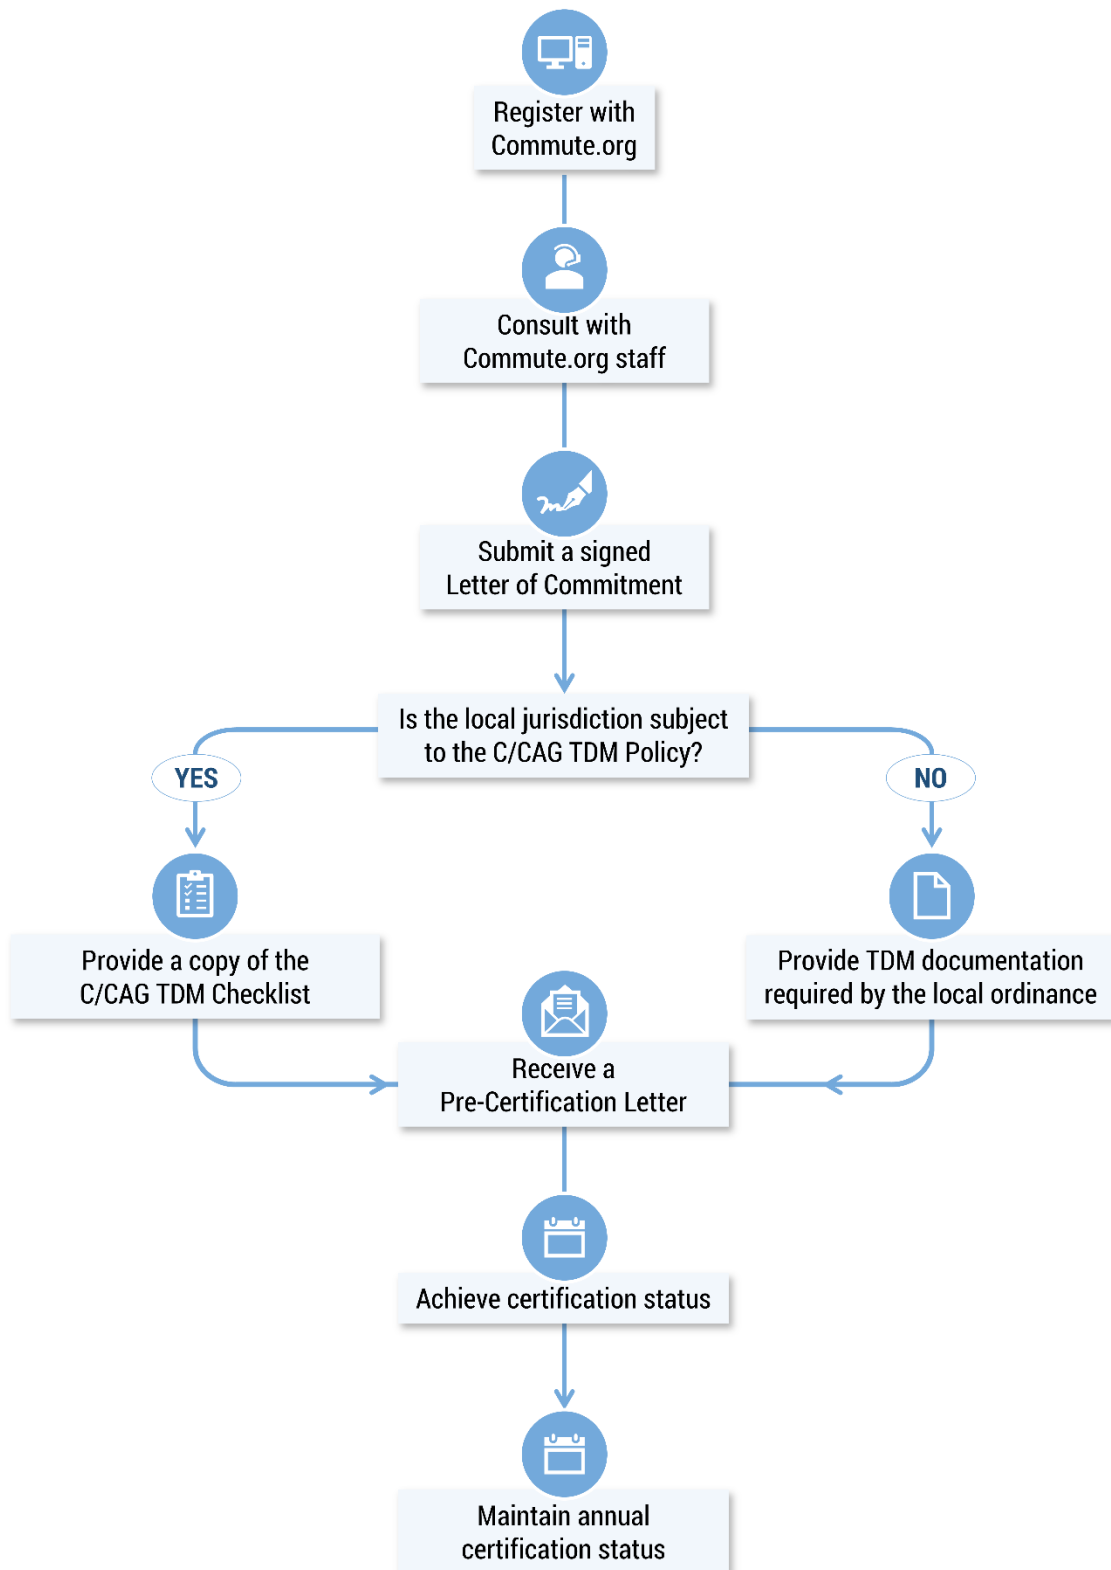 Register with
Commute.org
Consult with
Commute.org staff
Submit a signed
Letter of Commitment
Is the local jurisdiction subject
to the C/CAG TDM Policy?
YES
NO
Provide a copy of the
C/CAG TDM Checklist
Provide TDM documentation
required by the local ordinance
Receive a
Pre-Certification Letter
Achieve certification status
Maintain annual
certification status